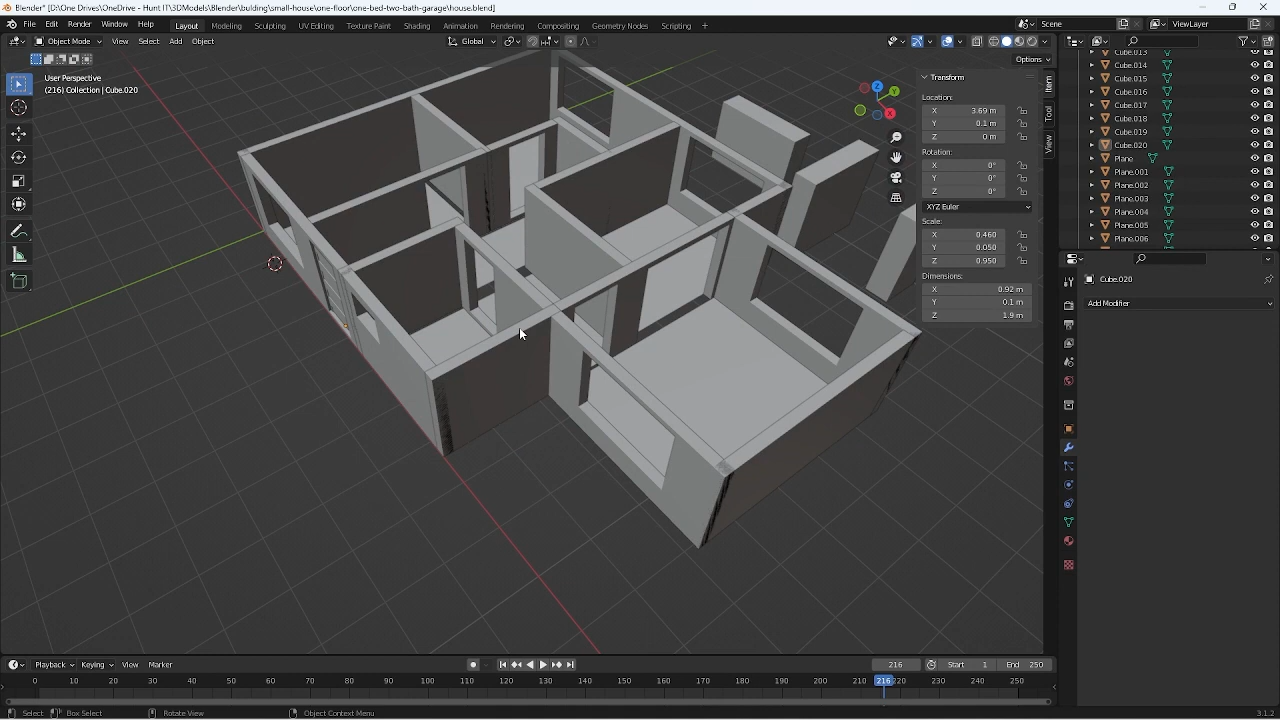 Blender* [D:\One Drives\OneDrive - Hunt IT\3DModels\Blender\bulding\small-house\one-floor\one-bed-two-bath-garage\house.blend]
File Edit Render Window Help Layout Modeling Sculpting UV Editing Texture Paint Shading Animation Rendering Compositing Geometry Nodes Scripting + Scene ViewLayer
Object Mode View Select Add Object Global
Options
User Perspective
(216) Collection | Cube.020
Transform
Location:
X 3.69 m
Y 0.1 m
Z 0 m
Rotation:
X 0°
Y 0°
Z 0°
XYZ Euler
Scale:
X 0.460
Y 0.050
Z 0.950
Dimensions:
X 0.92 m
Y 0.1 m
Z 1.9 m
Item
Tool
View
Z
Y
X
Cube.013
Cube.014
Cube.015
Cube.016
Cube.017
Cube.018
Cube.019
Cube.020
Plane
Plane.001
Plane.002
Plane.003
Plane.004
Plane.005
Plane.006
Cube.020
Add Modifier
Playback Keying View Marker 216 Start 1 End 250
0 10 20 30 40 50 60 70 80 90 100 110 120 130 140 150 160 170 180 190 200 210 216 220 230 240 250
Select Box Select Rotate View Object Context Menu 3.1.2